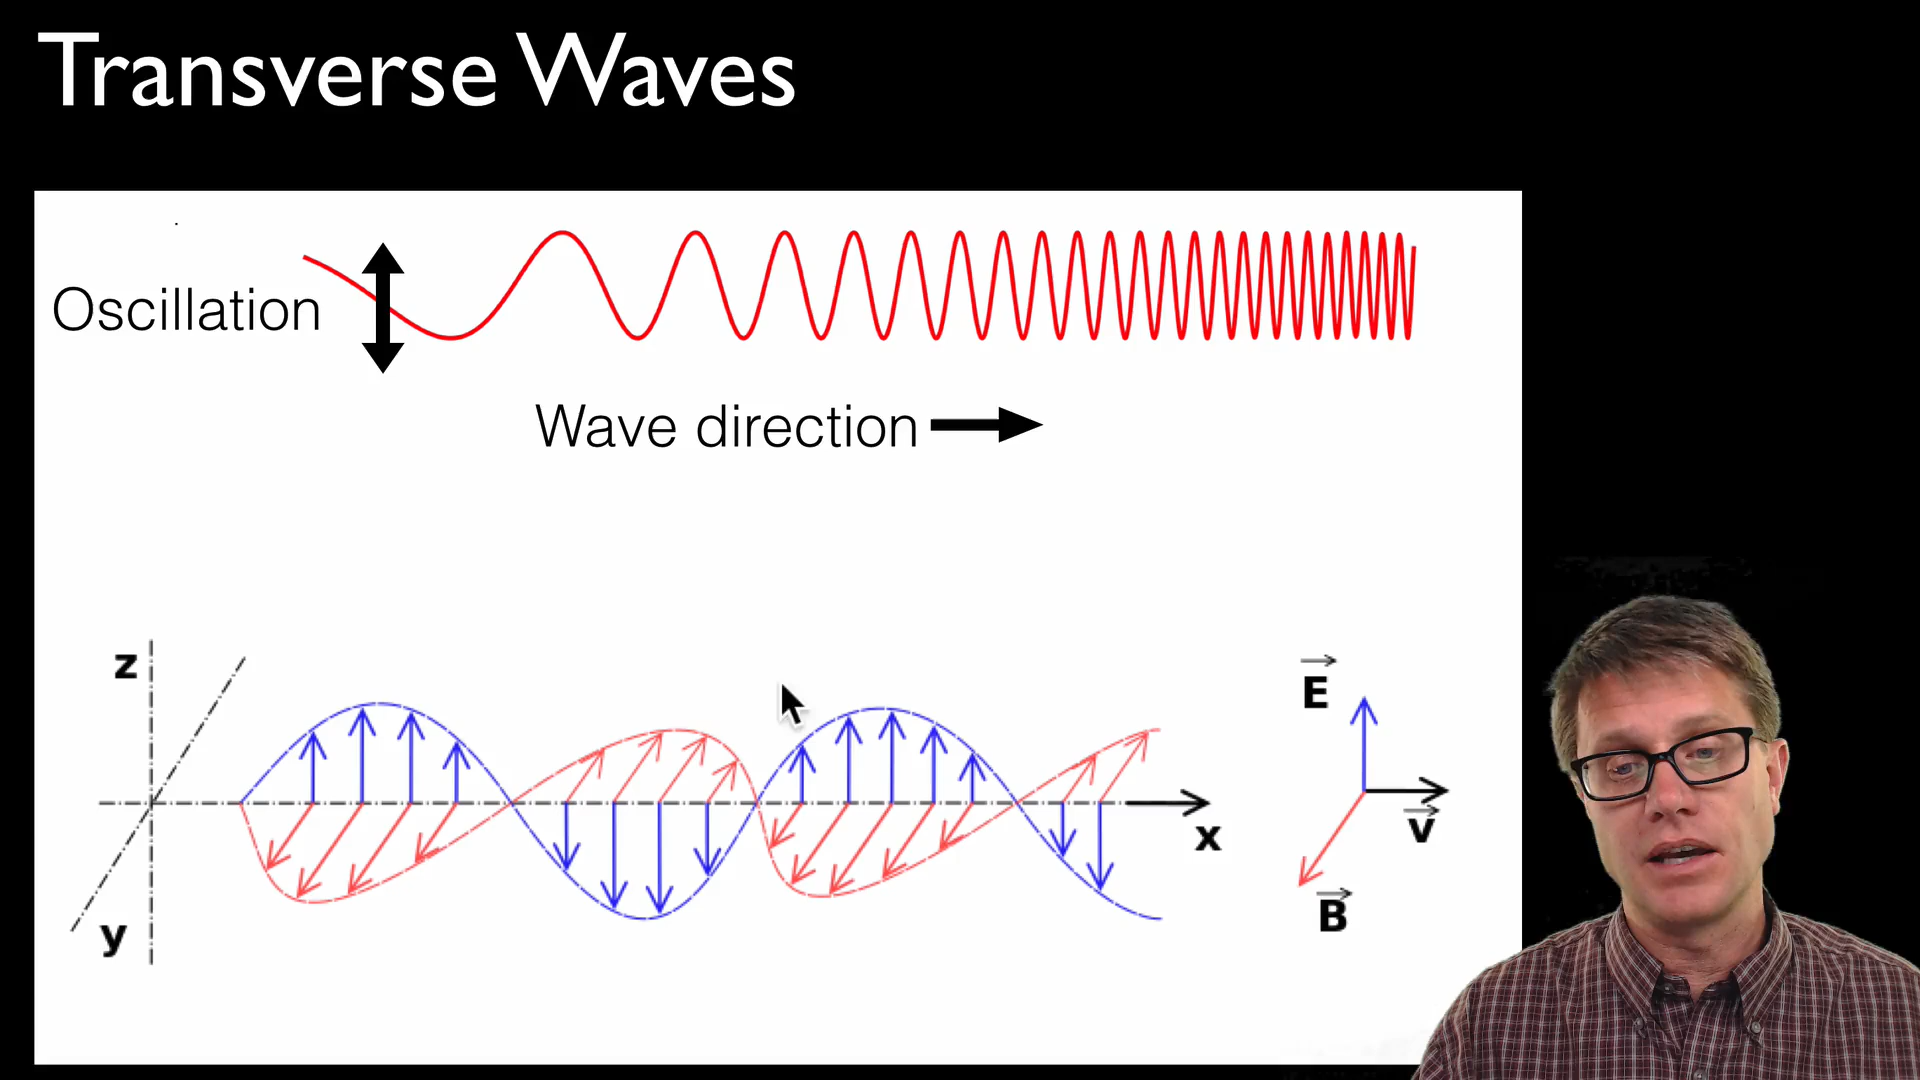 Transverse Waves
Oscillation
Wave direction
z
y
x
E
v
B